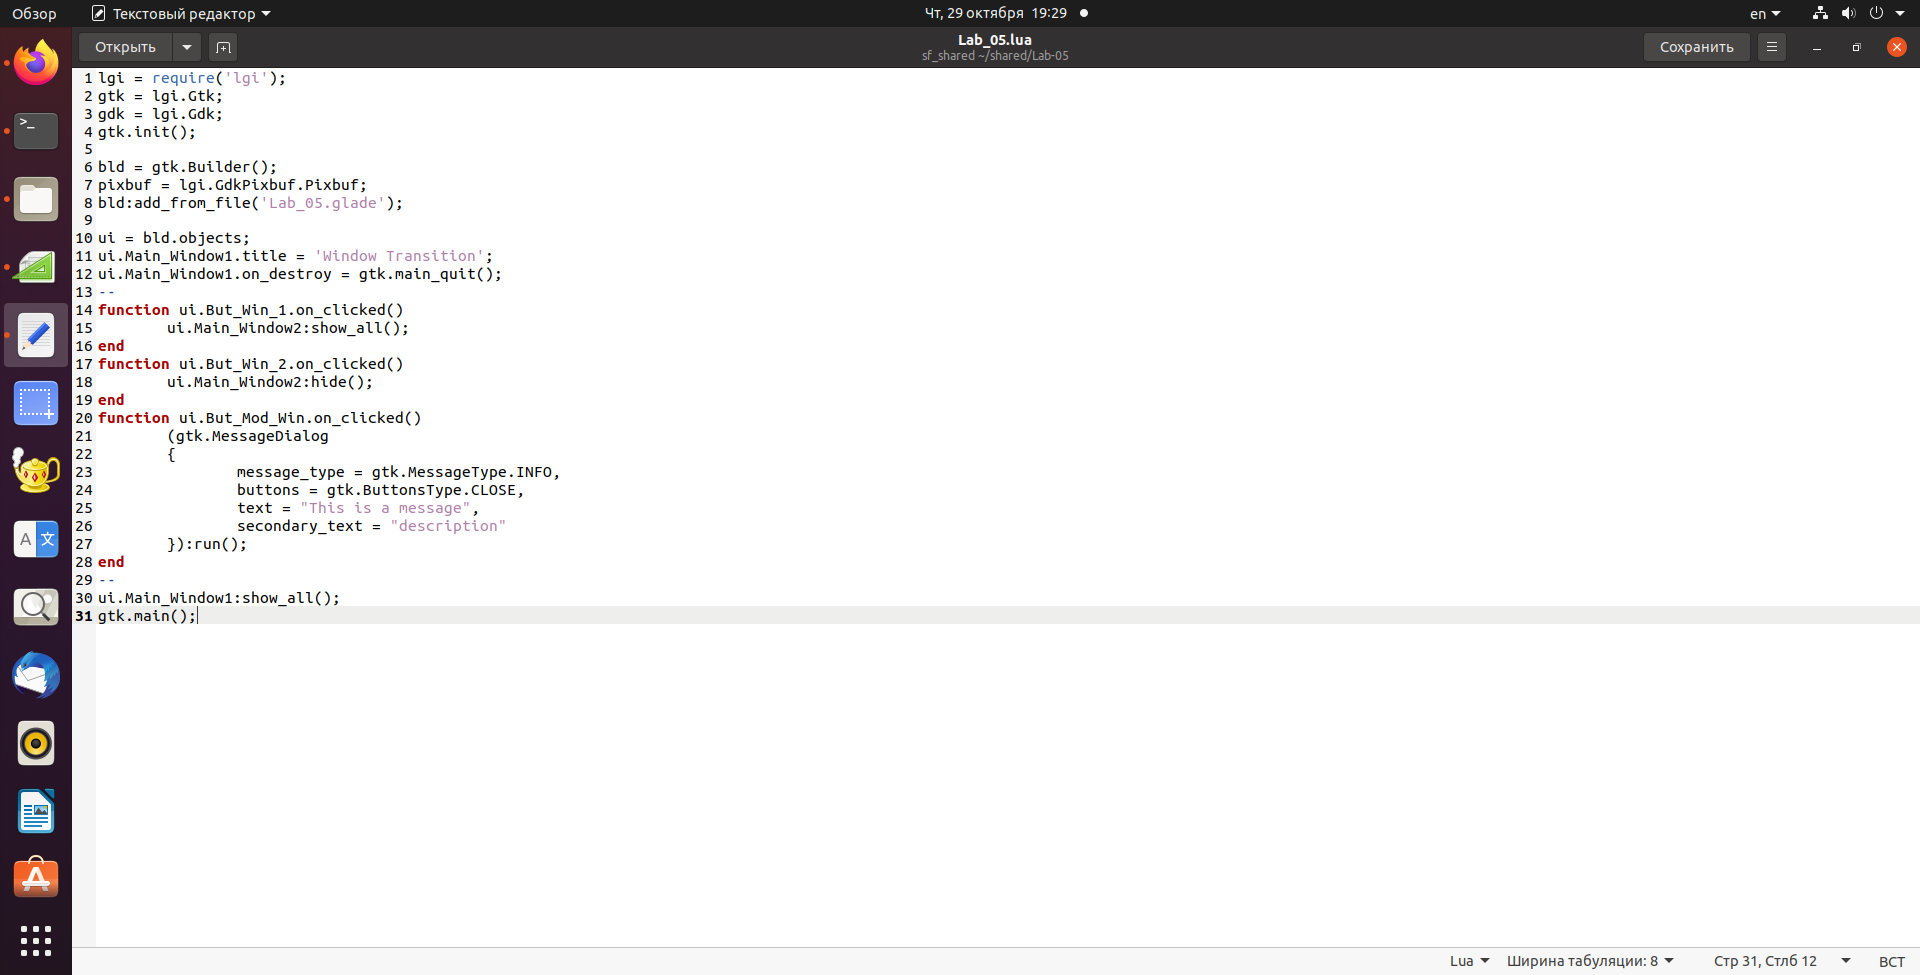 Обзор Текстовый редактор Чт, 29 октября 19:29 en
Открыть Lab_05.lua Сохранить
sf_shared ~/shared/Lab-05
1 lgi = require('lgi');
2 gtk = lgi.Gtk;
3 gdk = lgi.Gdk;
4 gtk.init();
5
6 bld = gtk.Builder();
7 pixbuf = lgi.GdkPixbuf.Pixbuf;
8 bld:add_from_file('Lab_05.glade');
9
10 ui = bld.objects;
11 ui.Main_Window1.title = 'Window Transition';
12 ui.Main_Window1.on_destroy = gtk.main_quit();
13 --
14 function ui.But_Win_1.on_clicked()
15 ui.Main_Window2:show_all();
16 end
17 function ui.But_Win_2.on_clicked()
18 ui.Main_Window2:hide();
19 end
20 function ui.But_Mod_Win.on_clicked()
21 (gtk.MessageDialog
22 {
23 message_type = gtk.MessageType.INFO,
24 buttons = gtk.ButtonsType.CLOSE,
25 text = "This is a message",
26 secondary_text = "description"
27 }):run();
28 end
29 --
30 ui.Main_Window1:show_all();
31 gtk.main();
>_
A 文
Lua Ширина табуляции: 8 Стр 31, Стлб 12 ВСТ